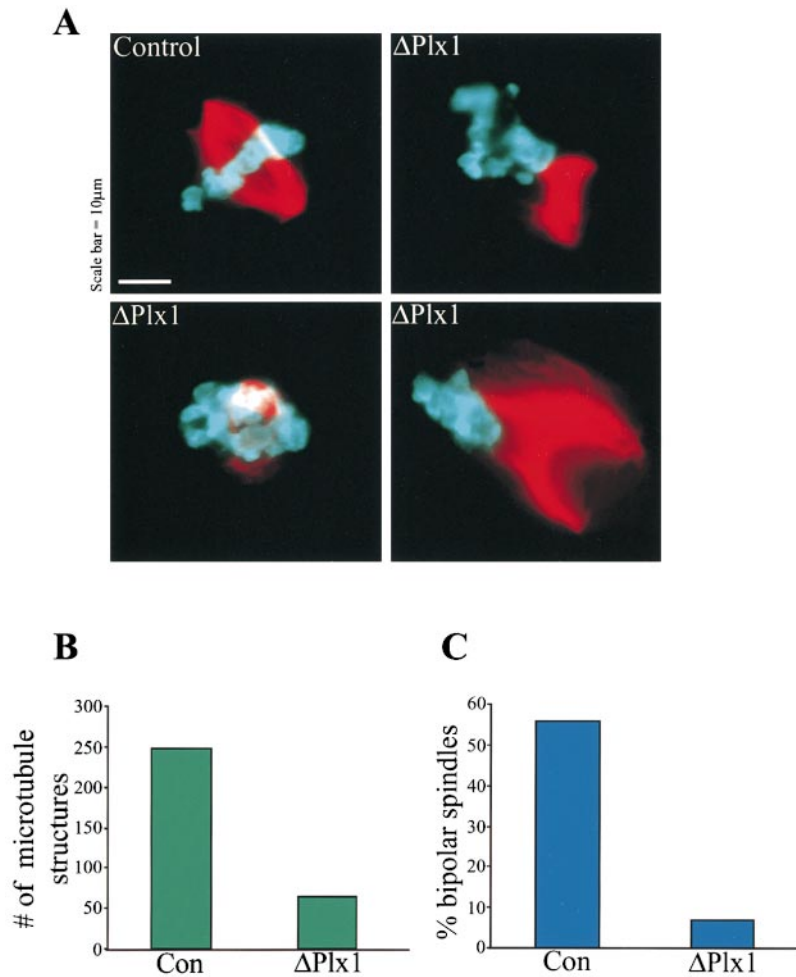 A
Control
ΔPlx1
Scale bar = 10µm
ΔPlx1
ΔPlx1
B
C
# of microtubule
structures
300
250
200
150
100
50
0
Con
ΔPlx1
% bipolar spindles
60
50
40
30
20
10
0
Con
ΔPlx1